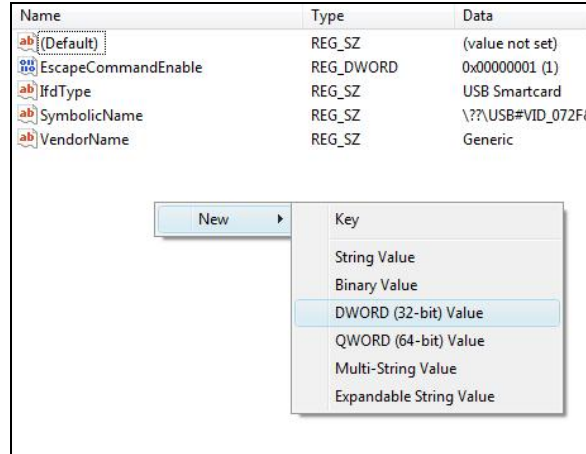 Name Type Data
(Default) REG_SZ (value not set)
EscapeCommandEnable REG_DWORD 0x00000001 (1)
IfdType REG_SZ USB Smartcard
SymbolicName REG_SZ \??\USB#VID_072F&
VendorName REG_SZ Generic
New
Key
String Value
Binary Value
DWORD (32-bit) Value
QWORD (64-bit) Value
Multi-String Value
Expandable String Value